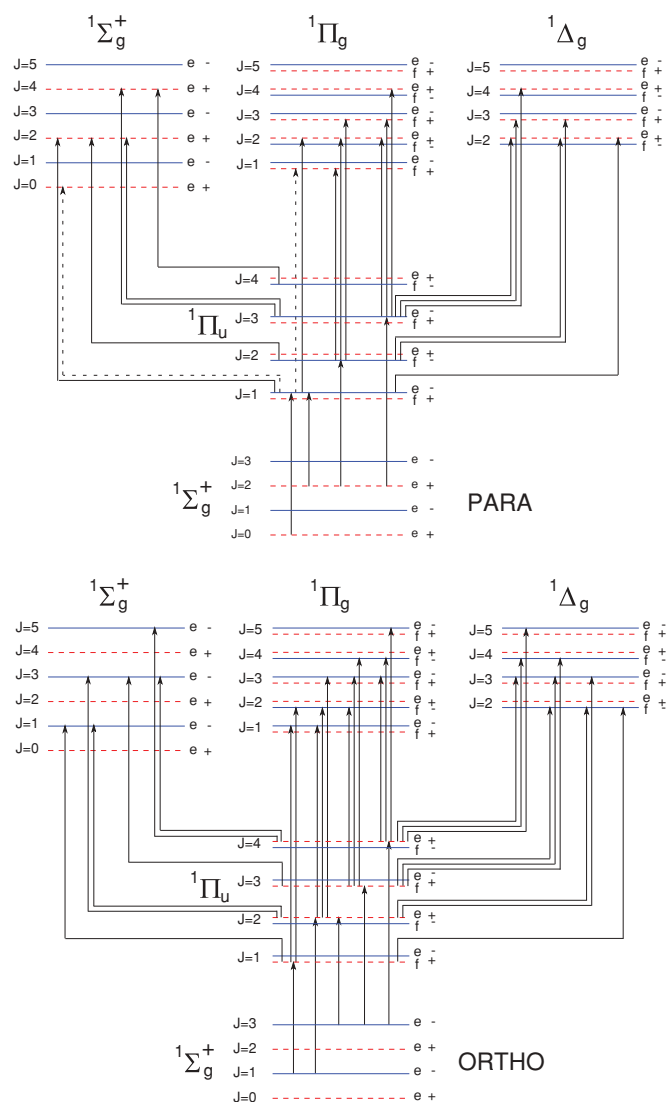 ¹Σg⁺
J=5 e -
J=4 e +
J=3 e -
J=2 e +
J=1 e -
J=0 e +
¹Πg
J=5 e -
f +
J=4 e +
f -
J=3 e -
f +
J=2 e +
f -
J=1 e -
f +
¹Δg
J=5 e -
f +
J=4 e +
f -
J=3 e -
f +
J=2 e +
f -
¹Πu
J=4 e +
f -
J=3 e -
f +
J=2 e +
f -
J=1 e -
f +
¹Σg⁺
J=3 e -
J=2 e +
J=1 e -
J=0 e +
PARA
¹Σg⁺
J=5 e -
J=4 e +
J=3 e -
J=2 e +
J=1 e -
J=0 e +
¹Πg
J=5 e -
f +
J=4 e +
f -
J=3 e -
f +
J=2 e +
f -
J=1 e -
f +
¹Δg
J=5 e -
f +
J=4 e +
f -
J=3 e -
f +
J=2 e +
f -
¹Πu
J=4 e +
f -
J=3 e -
f +
J=2 e +
f -
J=1 e -
f +
¹Σg⁺
J=3 e -
J=2 e +
J=1 e -
J=0 e +
ORTHO